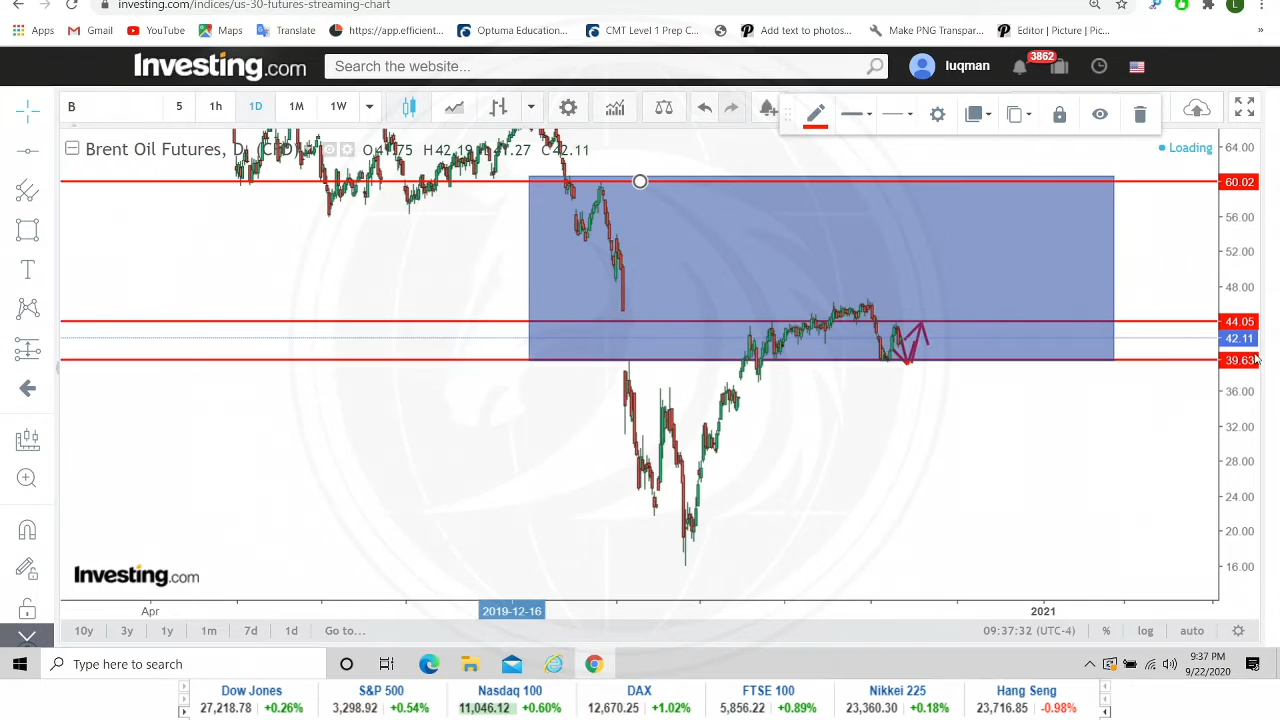 investing.com/indices/us-30-futures-streaming-chart
Apps Gmail YouTube Maps Translate https://app.efficient... Optuma Education... CMT Level 1 Prep C... Add text to photos... Make PNG Transpar... Editor | Picture | Pic... »
Investing.com Search the website... luqman 3862
B 5 1h 1D 1M 1W
Brent Oil Futures, D, (CFD) H42.19 C42.11
Loading
64.00
60.02
56.00
52.00
48.00
44.05
42.11
39.63
36.00
32.00
28.00
24.00
20.00
16.00
Investing.com
Apr 2019-12-16 2021
10y 3y 1y 1m 7d 1d Go to... 09:37:32 (UTC-4) % log auto
Type here to search 9:37 PM
9/22/2020
Dow Jones S&P 500 Nasdaq 100 DAX FTSE 100 Nikkei 225 Hang Seng
27,218.78 +0.26% 3,298.92 +0.54% 11,046.12 +0.60% 12,670.25 +1.02% 5,856.22 +0.89% 23,360.30 +0.18% 23,716.85 -0.98%